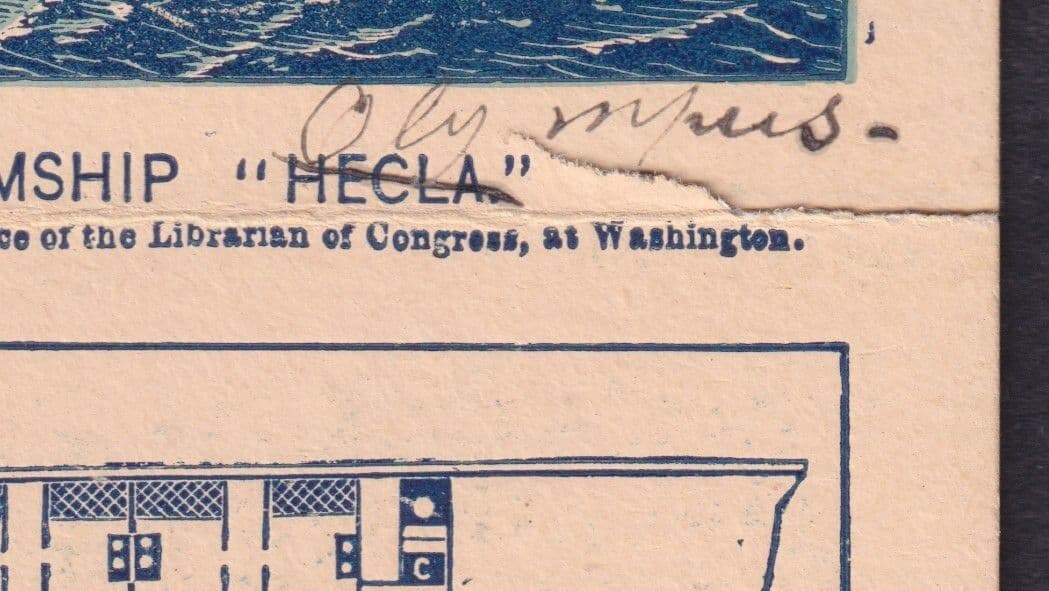 Olympus.
MSHIP "HECLA."
ce of the Librarian of Congress, at Washington.
C